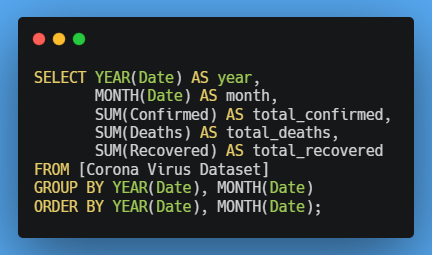 SELECT YEAR(Date) AS year,
       MONTH(Date) AS month,
       SUM(Confirmed) AS total_confirmed,
       SUM(Deaths) AS total_deaths,
       SUM(Recovered) AS total_recovered
FROM [Corona Virus Dataset]
GROUP BY YEAR(Date), MONTH(Date)
ORDER BY YEAR(Date), MONTH(Date);